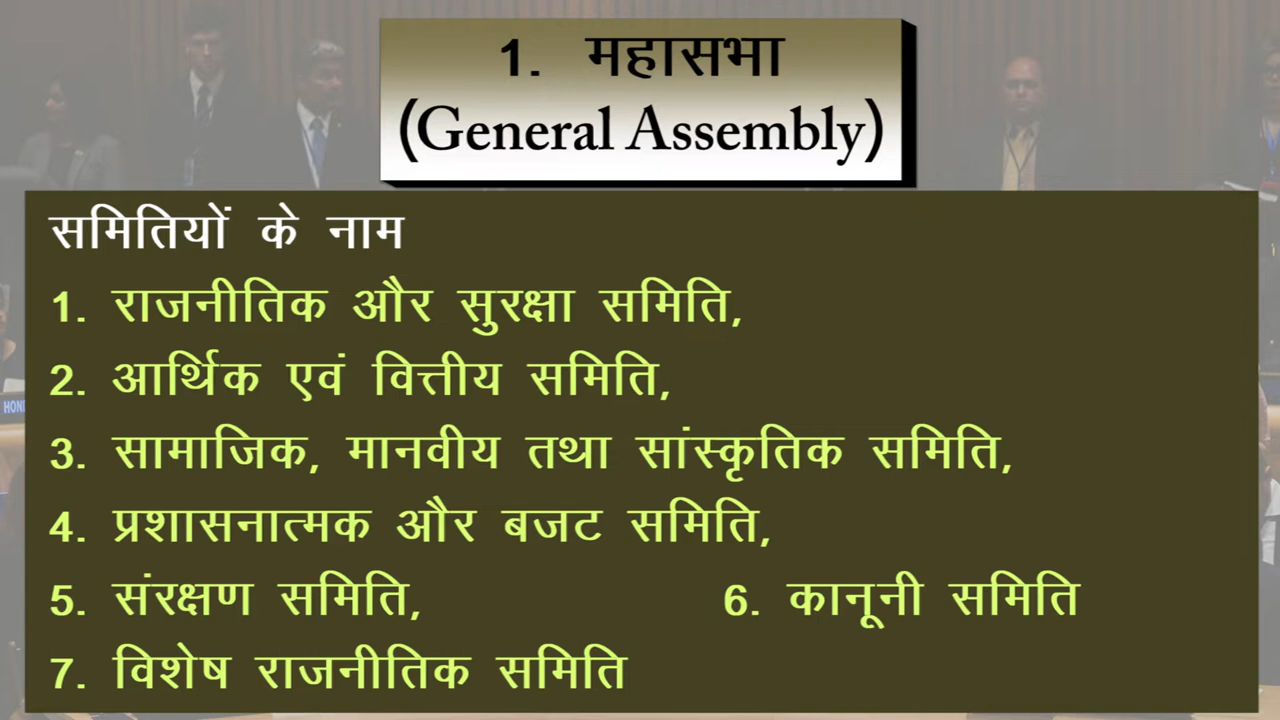 1. महासभा
(General Assembly)
समितियों के नाम
1. राजनीतिक और सुरक्षा समिति,
2. आर्थिक एवं वित्तीय समिति,
3. सामाजिक, मानवीय तथा सांस्कृतिक समिति,
4. प्रशासनात्मक और बजट समिति,
5. संरक्षण समिति, 6. कानूनी समिति
7. विशेष राजनीतिक समिति